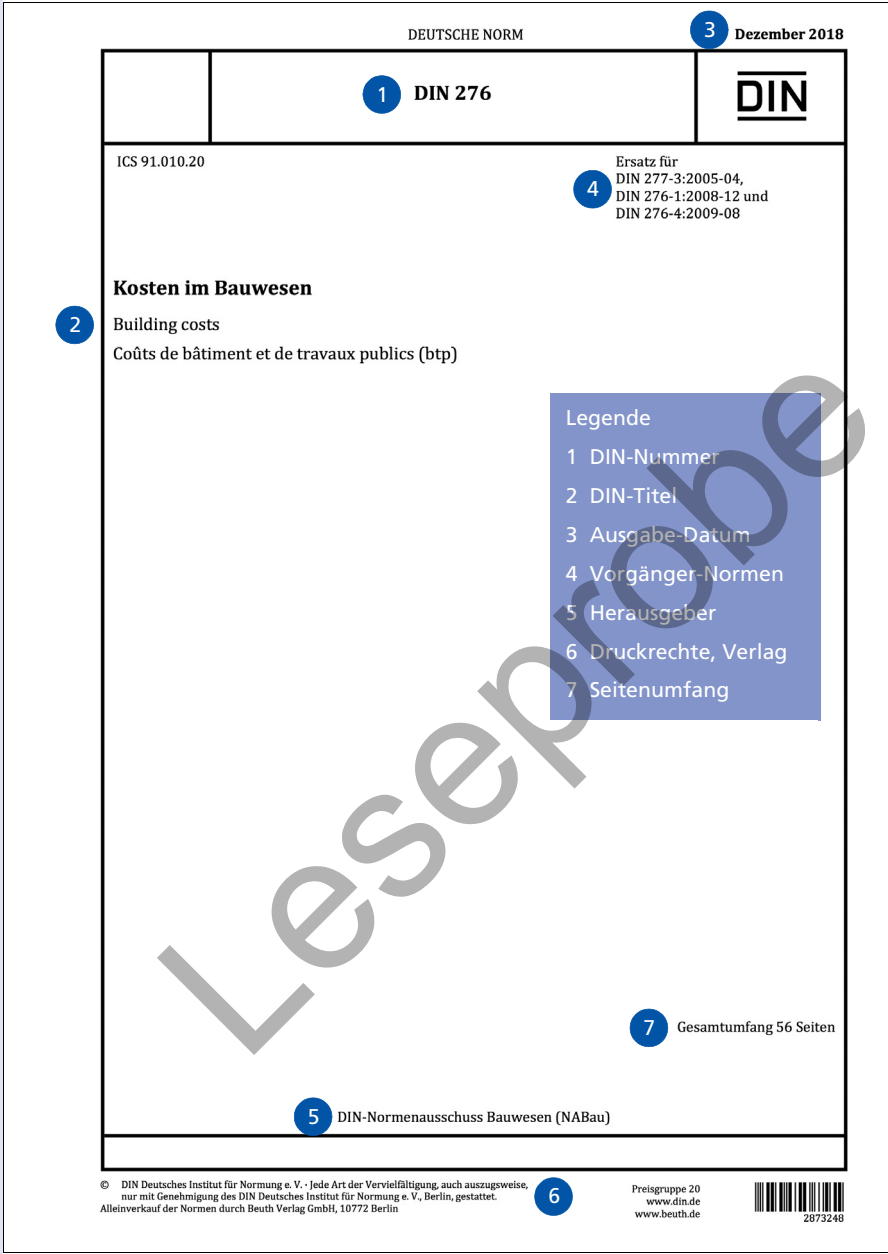 DEUTSCHE NORM
3
Dezember 2018
1
DIN 276
DIN
ICS 91.010.20
4
Ersatz für
DIN 277-3:2005-04,
DIN 276-1:2008-12 und
DIN 276-4:2009-08
Kosten im Bauwesen
2
Building costs
Coûts de bâtiment et de travaux publics (btp)
Legende
1 DIN-Nummer
2 DIN-Titel
3 Ausgabe-Datum
4 Vorgänger-Normen
5 Herausgeber
6 Druckrechte, Verlag
7 Seitenumfang
Leseprobe
7
Gesamtumfang 56 Seiten
5
DIN-Normenausschuss Bauwesen (NABau)
© DIN Deutsches Institut für Normung e. V. · Jede Art der Vervielfältigung, auch auszugsweise,
nur mit Genehmigung des DIN Deutsches Institut für Normung e. V., Berlin, gestattet.
Alleinverkauf der Normen durch Beuth Verlag GmbH, 10772 Berlin
6
Preisgruppe 20
www.din.de
www.beuth.de
2873248